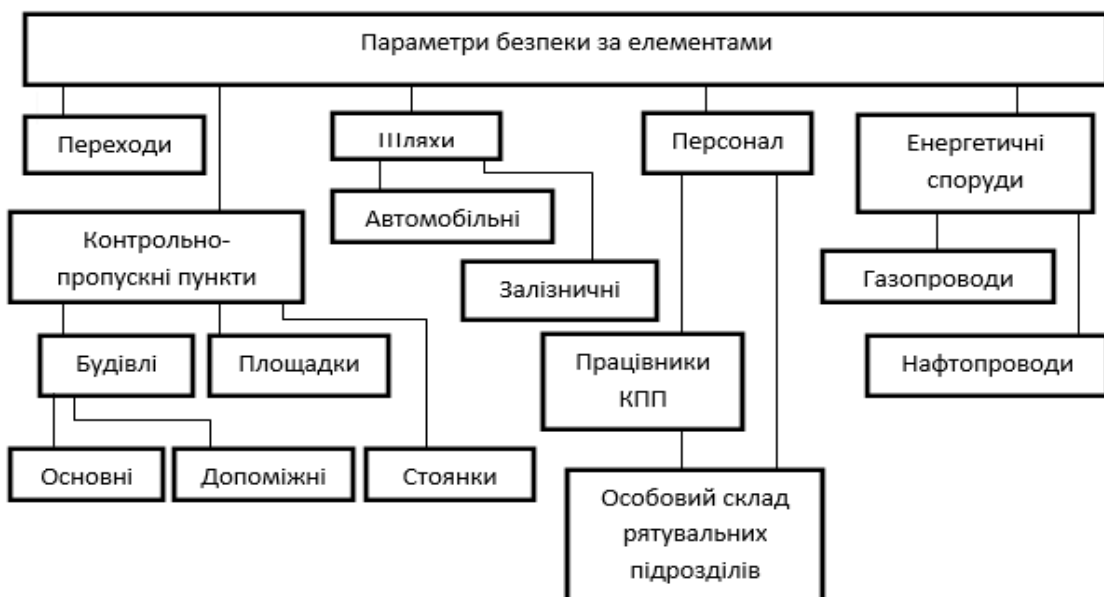 Параметри безпеки за елементами
Переходи
Шляхи
Персонал
Енергетичні
споруди
Автомобільні
Контрольно-
пропускні пункти
Залізничні
Газопроводи
Будівлі
Площадки
Працівники
КПП
Нафтопроводи
Основні
Допоміжні
Стоянки
Особовий склад
рятувальних
підрозділів